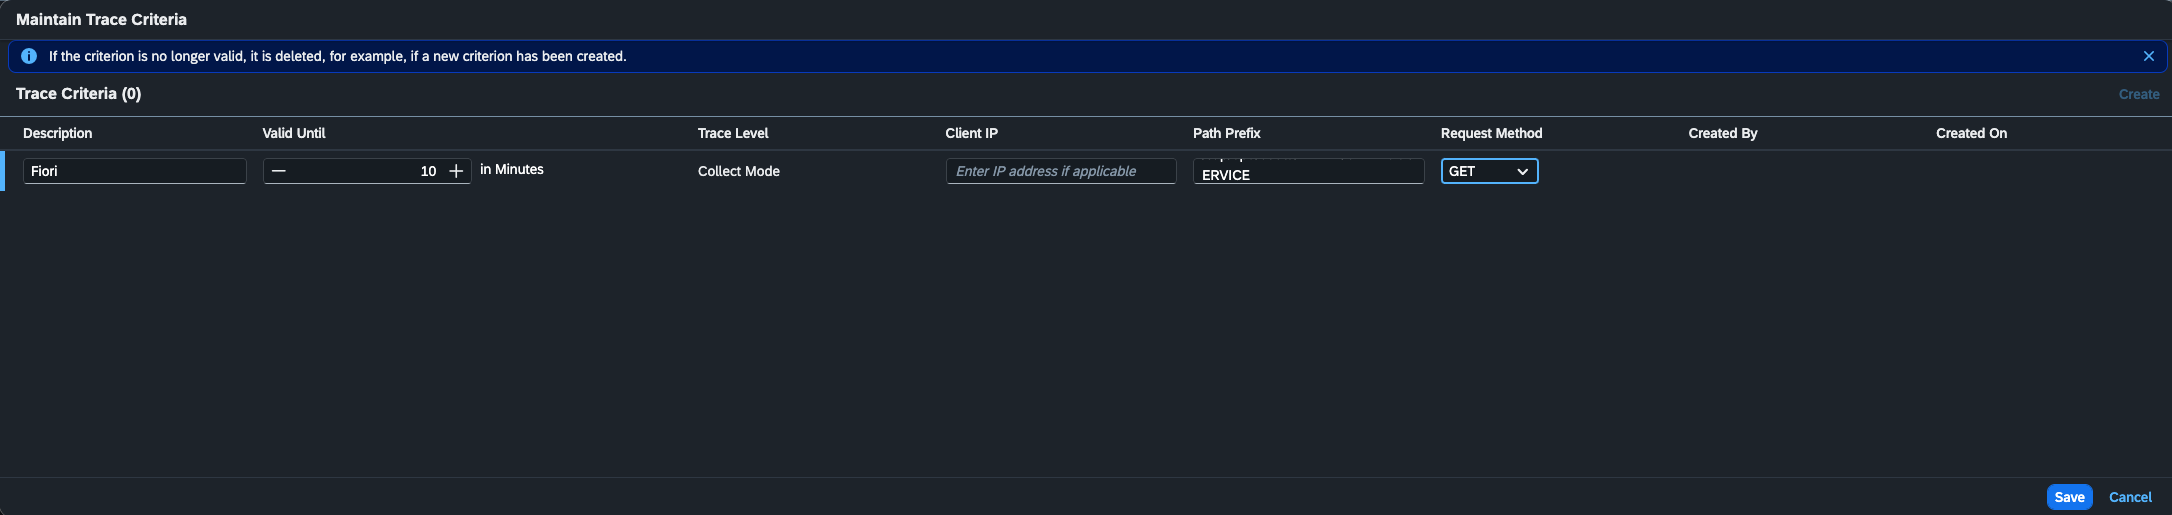 Maintain Trace Criteria
If the criterion is no longer valid, it is deleted, for example, if a new criterion has been created.
Trace Criteria (0)
Create
Description Valid Until Trace Level Client IP Path Prefix Request Method Created By Created On
Fiori 10 in Minutes Collect Mode Enter IP address if applicable ERVICE GET
Save Cancel